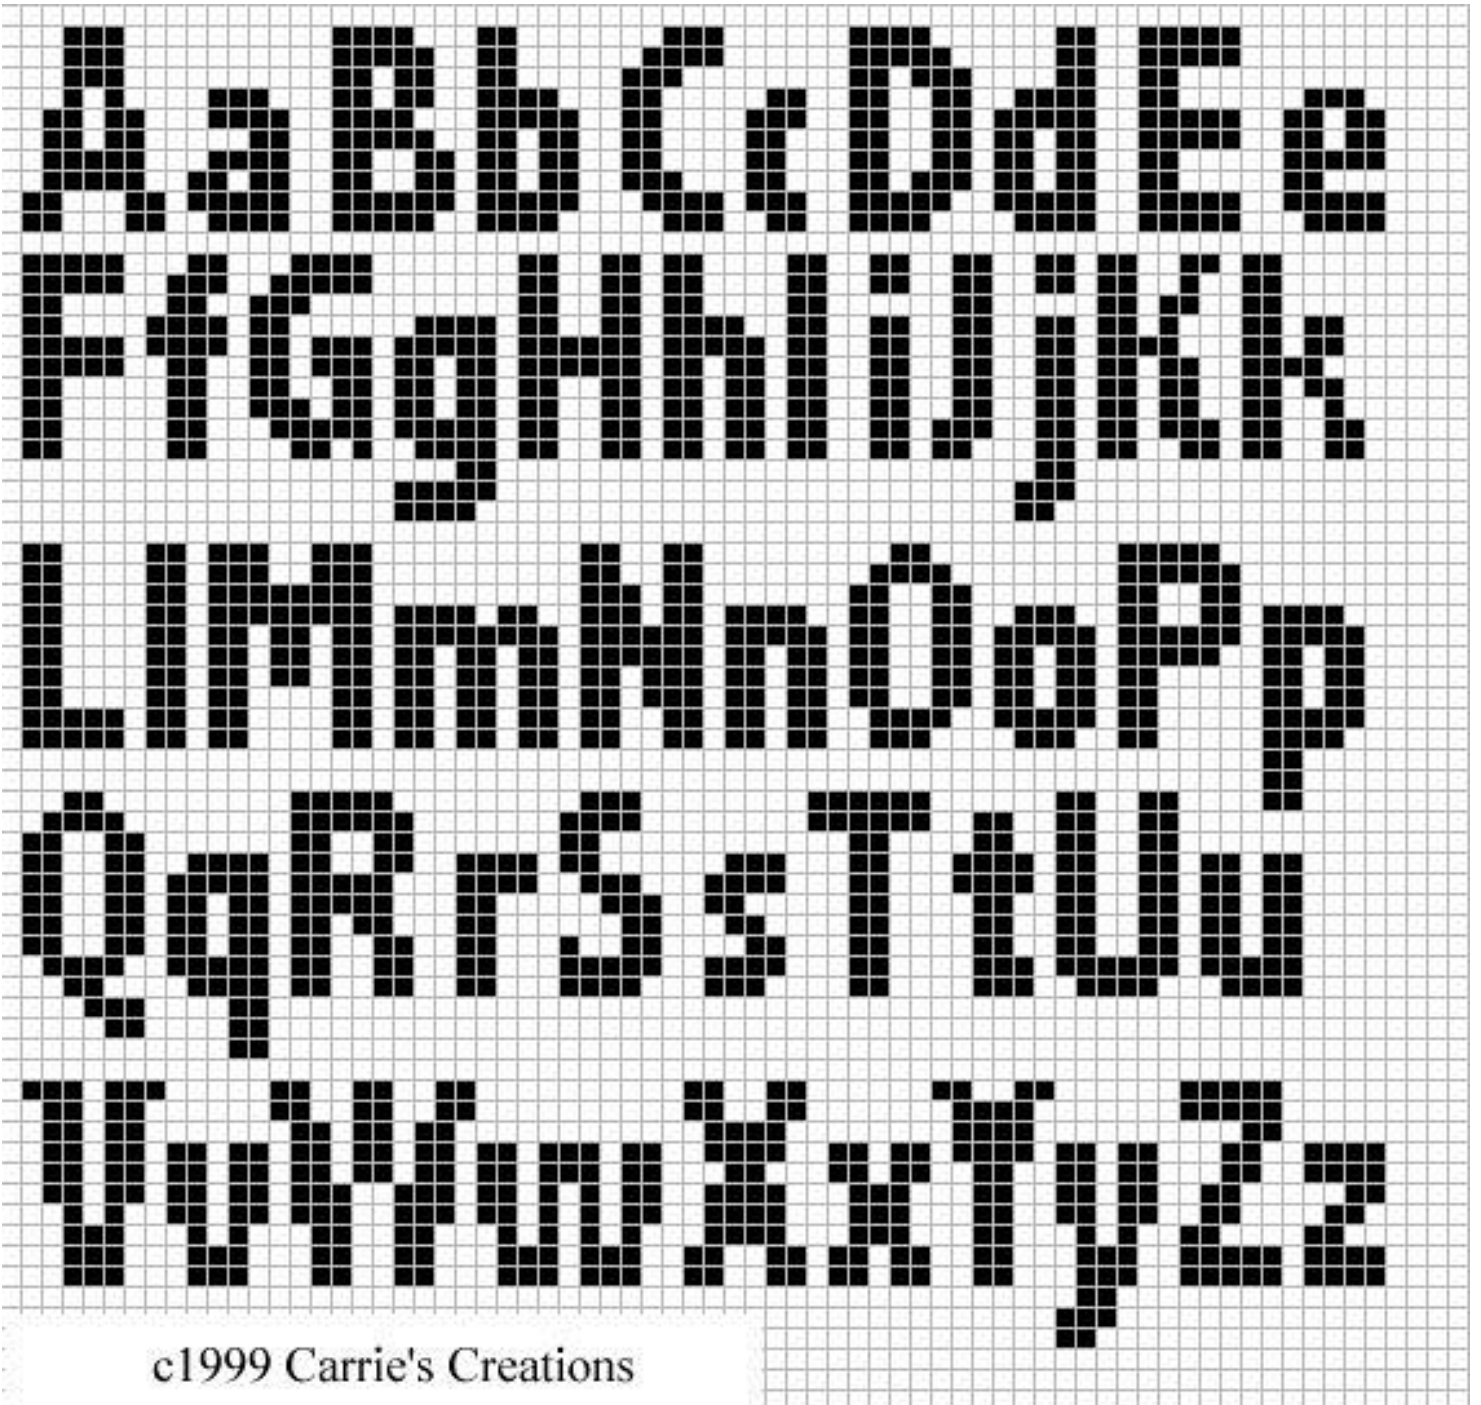 AaBbCcDdEe
FfGgHhIiJjKk
LlMmNnOoPp
QqRrSsTtUu
VvWwXxYyZz
c1999 Carrie's Creations